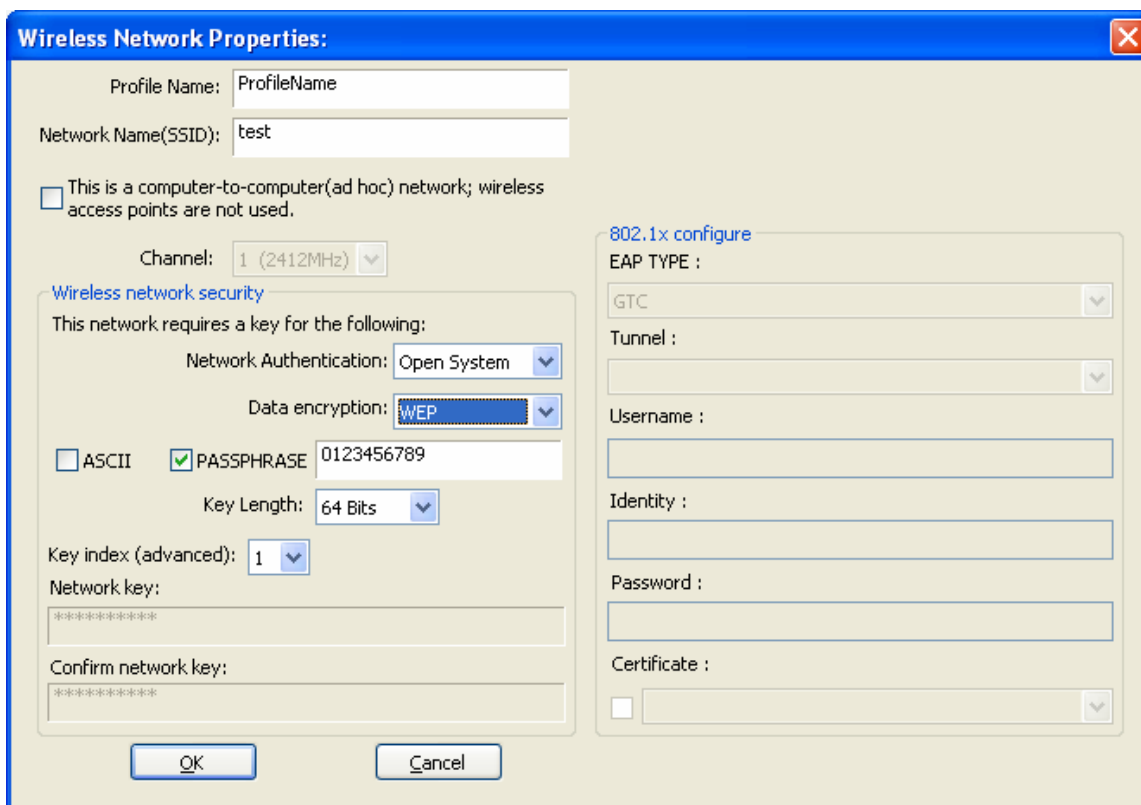 Wireless Network Properties:
Profile Name: ProfileName
Network Name(SSID): test
This is a computer-to-computer(ad hoc) network; wireless
access points are not used.
Channel: 1 (2412MHz)
Wireless network security
This network requires a key for the following:
Network Authentication: Open System
Data encryption: WEP
ASCII PASSPHRASE 0123456789
Key Length: 64 Bits
Key index (advanced): 1
Network key:
**********
Confirm network key:
**********
802.1x configure
EAP TYPE :
GTC
Tunnel :
Username :
Identity :
Password :
Certificate :
OK Cancel